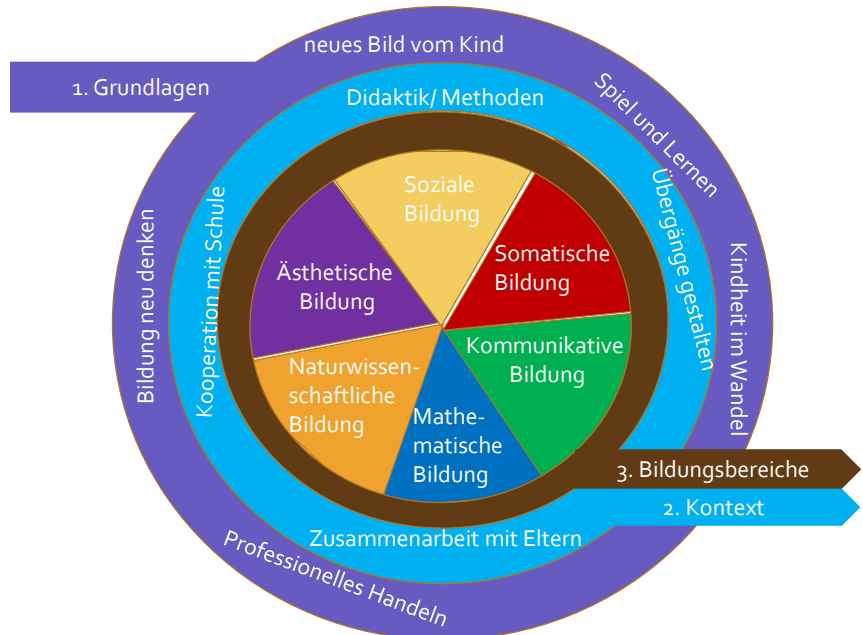 neues Bild vom Kind
1. Grundlagen
Didaktik/ Methoden
Spiel und Lernen
Übergänge gestalten
Kindheit im Wandel
Bildung neu denken
Kooperation mit Schule
Soziale
Bildung
Somatische
Bildung
Ästhetische
Bildung
Kommunikative
Bildung
Naturwissen-
schaftliche
Bildung
Mathe-
matische
Bildung
3. Bildungsbereiche
2. Kontext
Zusammenarbeit mit Eltern
Professionelles Handeln